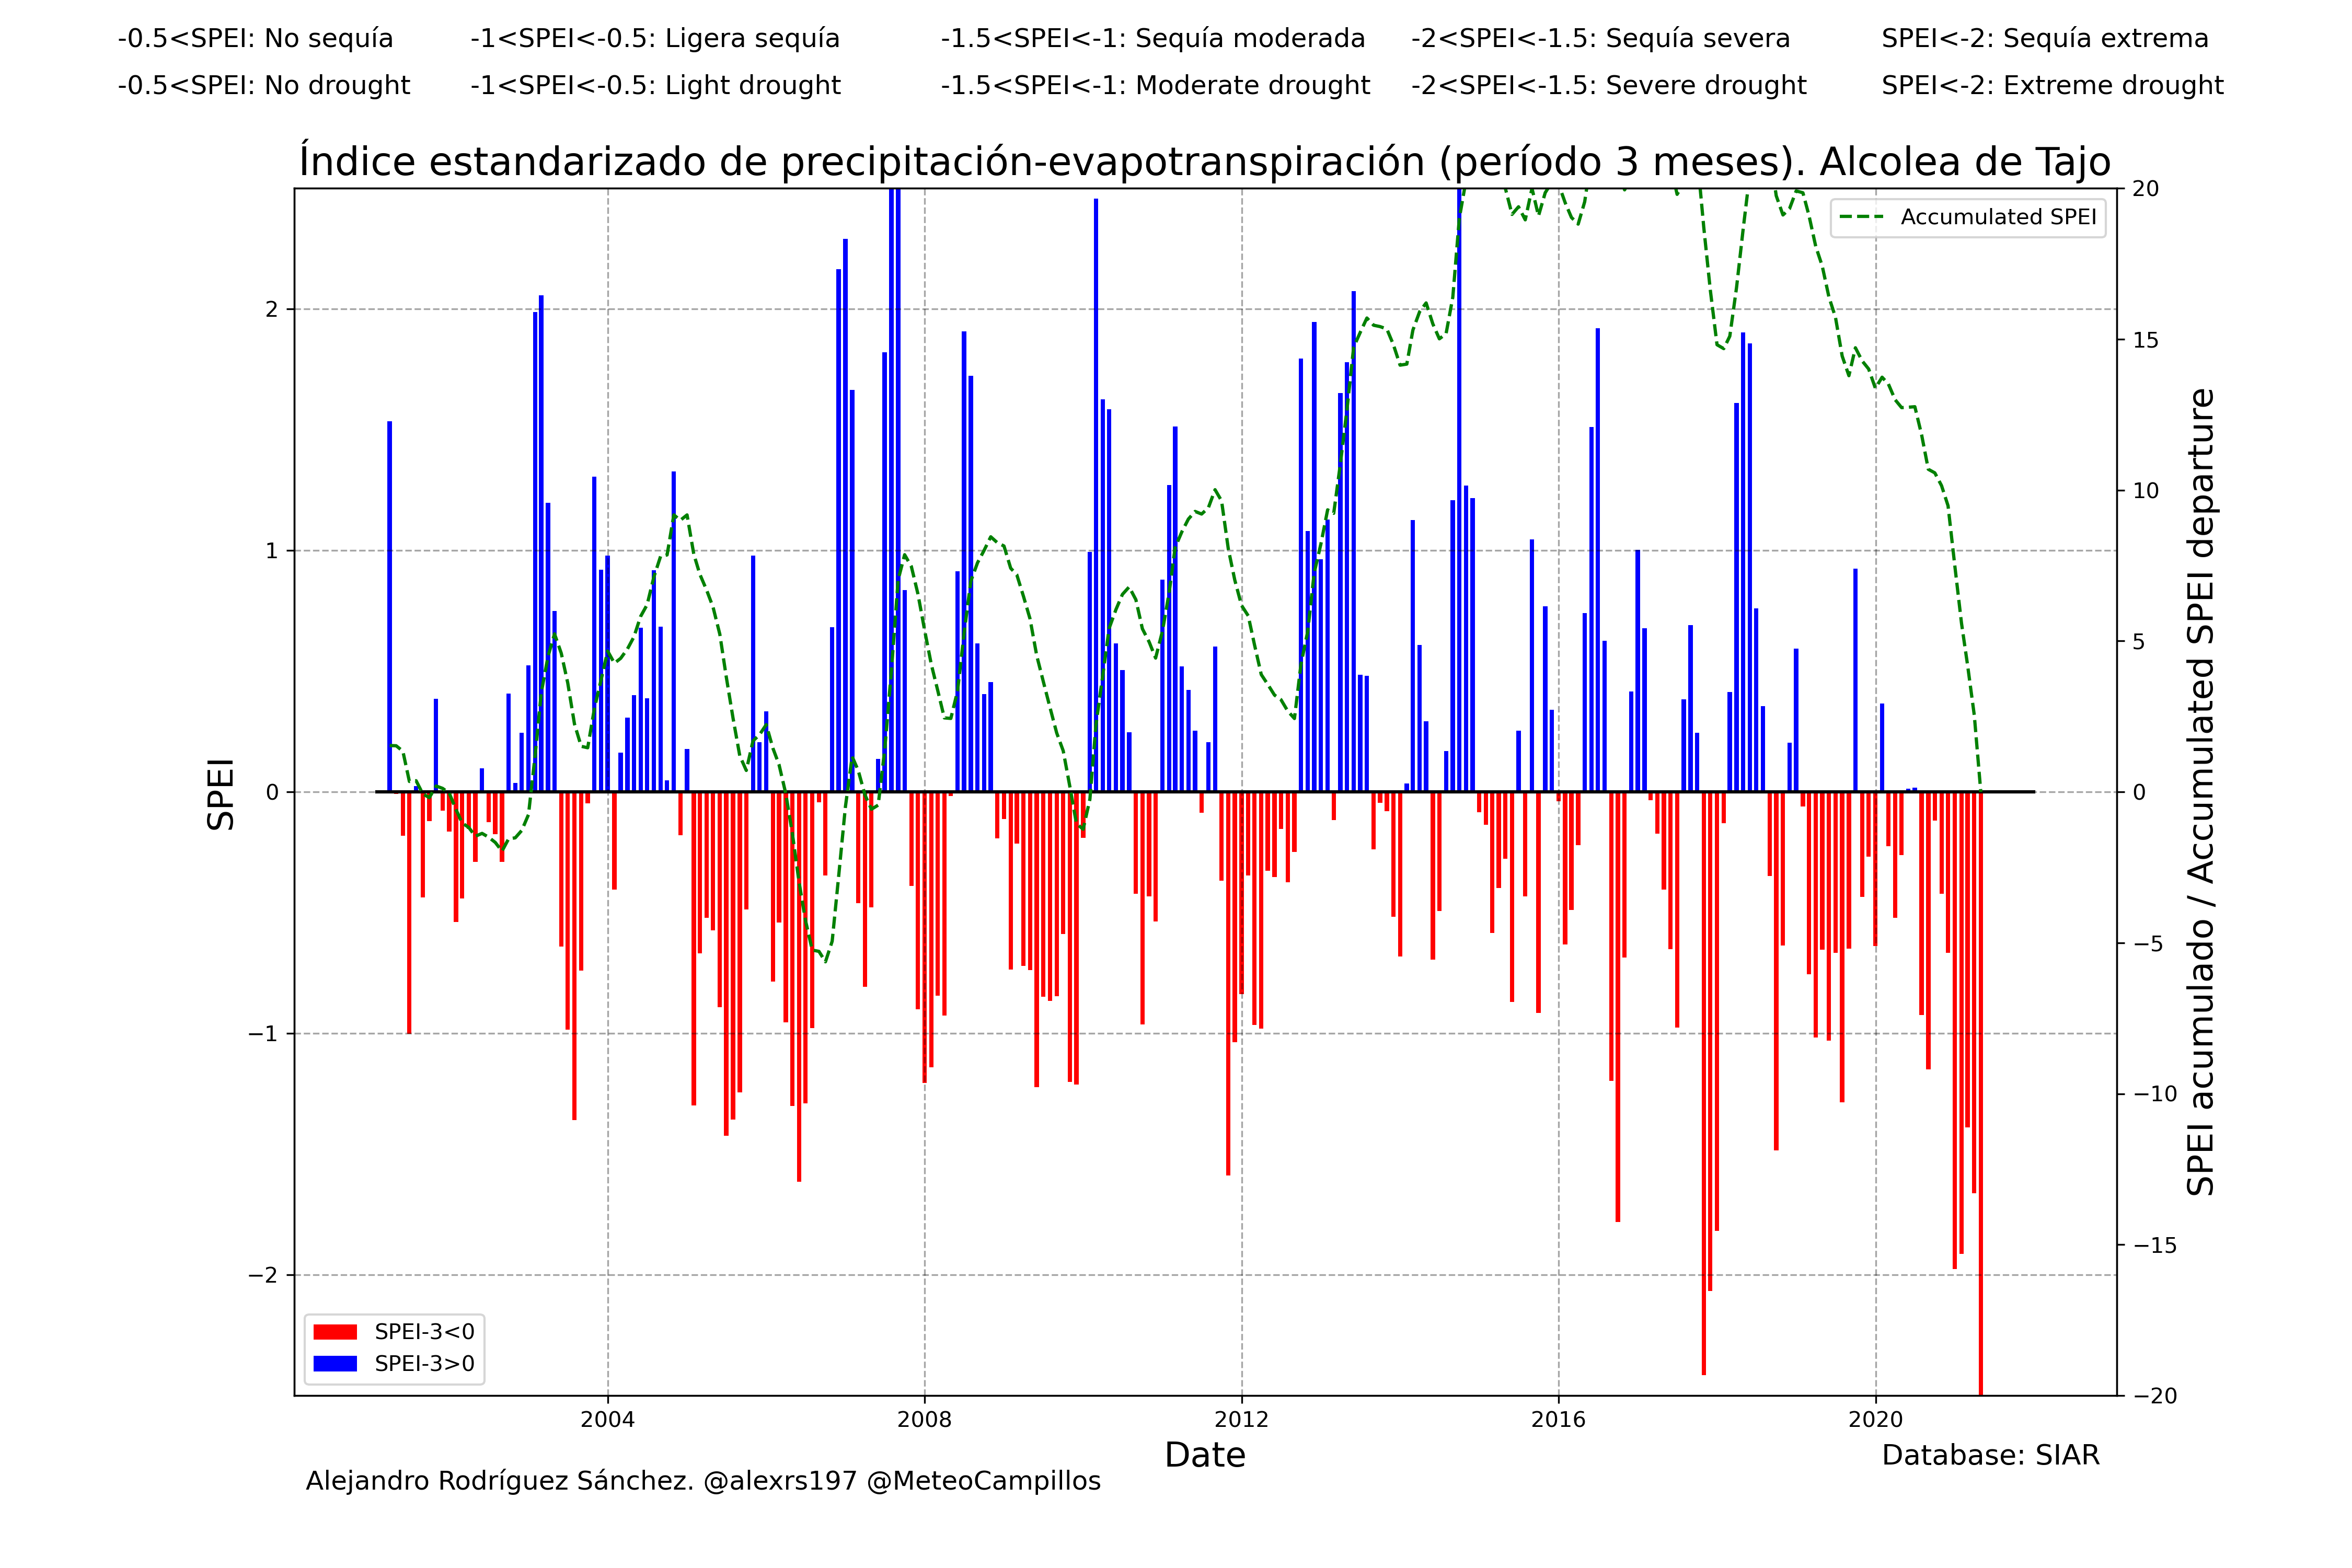 -0.5<SPEI: No sequía -1<SPEI<-0.5: Ligera sequía -1.5<SPEI<-1: Sequía moderada -2<SPEI<-1.5: Sequía severa SPEI<-2: Sequía extrema
-0.5<SPEI: No drought -1<SPEI<-0.5: Light drought -1.5<SPEI<-1: Moderate drought -2<SPEI<-1.5: Severe drought SPEI<-2: Extreme drought
Índice estandarizado de precipitación-evapotranspiración (período 3 meses). Alcolea de Tajo
SPEI
2
1
0
−1
−2
Accumulated SPEI
20
15
10
5
0
−5
−10
−15
−20
SPEI acumulado / Accumulated SPEI departure
SPEI-3<0
SPEI-3>0
2004 2008 2012 2016 2020
Date
Database: SIAR
Alejandro Rodríguez Sánchez. @alexrs197 @MeteoCampillos